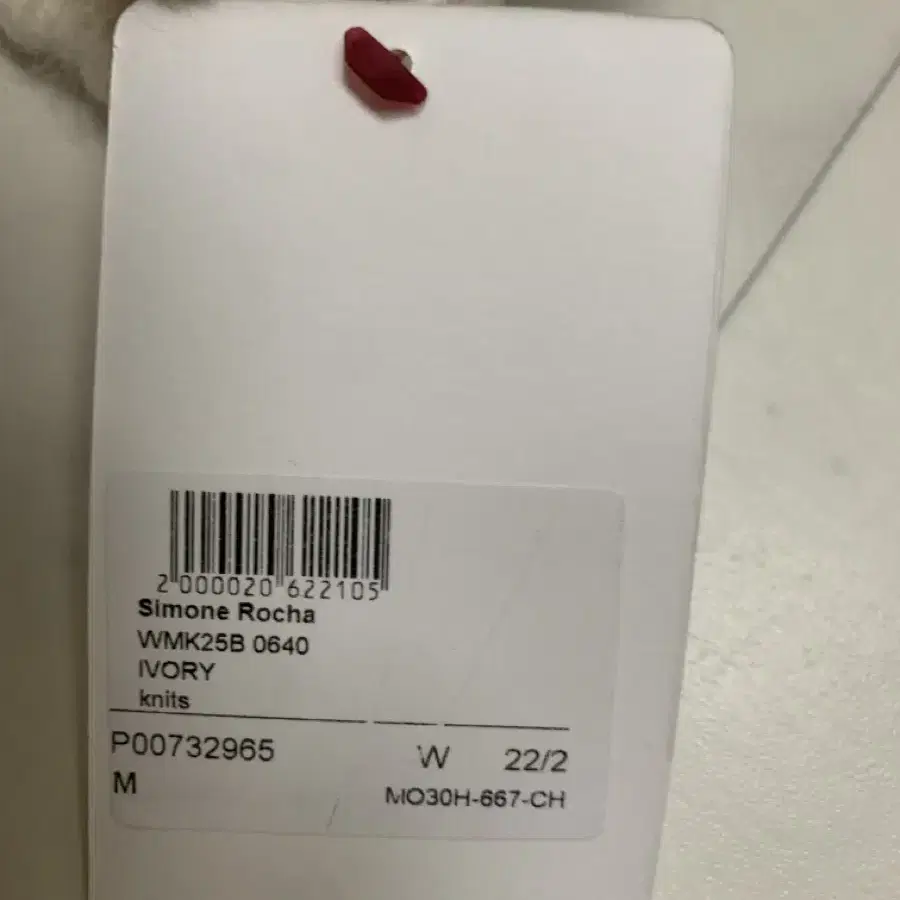 2 000020 622105
Simone Rocha
WMK25B 0640
IVORY
knits
P00732965 W 22/2
M MO30H-667-CH